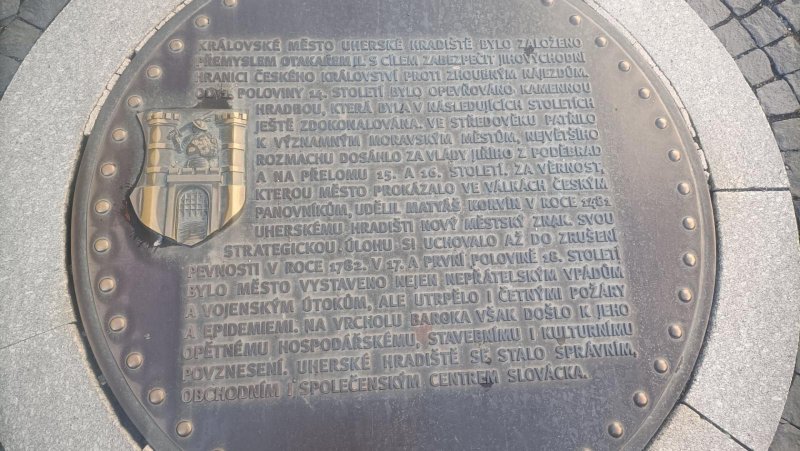 KRÁLOVSKÉ MĚSTO UHERSKÉ HRADIŠTĚ BYLO ZALOŽENO
PŘEMYSLEM OTAKAREM II. S CÍLEM ZABEZPEČIT JIHOVÝCHODNÍ
HRANICI ČESKÉHO KRÁLOVSTVÍ PROTI ZHOUBNÝM NÁJEZDŮM.
OD POLOVINY 14. STOLETÍ BYLO OPEVŇOVÁNO KAMENNOU
HRADBOU, KTERÁ BYLA V NÁSLEDUJÍCÍCH STOLETÍCH
JEŠTĚ ZDOKONALOVÁNA. VE STŘEDOVĚKU PATŘILO
K VÝZNAMNÝM MORAVSKÝM MĚSTŮM, NEJVĚTŠÍHO
ROZMACHU DOSÁHLO ZA VLÁDY JIŘÍHO Z PODĚBRAD
A NA PŘELOMU 15. A 16. STOLETÍ. ZA VĚRNOST,
KTEROU MĚSTO PROKÁZALO VE VÁLKÁCH ČESKÝM
PANOVNÍKŮM, UDĚLIL MATYÁŠ KORVÍN V ROCE 1481
UHERSKÉMU HRADIŠTI NOVÝ MĚSTSKÝ ZNAK. SVOU
STRATEGICKOU ÚLOHU SI UCHOVALO AŽ DO ZRUŠENÍ
PEVNOSTI V ROCE 1782. V 17. A PRVNÍ POLOVINĚ 18. STOLETÍ
BYLO MĚSTO VYSTAVENO NEJEN NEPŘÁTELSKÝM VPÁDŮM
A VOJENSKÝM ÚTOKŮM, ALE UTRPĚLO I ČETNÝMI POŽÁRY
A EPIDEMIEMI. NA VRCHOLU BAROKA VŠAK DOŠLO K JEHO
OPĚTNÉMU HOSPODÁŘSKÉMU, STAVEBNÍMU I KULTURNÍMU
POVZNESENÍ. UHERSKÉ HRADIŠTĚ SE STALO SPRÁVNÍM,
OBCHODNÍM I SPOLEČENSKÝM CENTREM SLOVÁCKA.